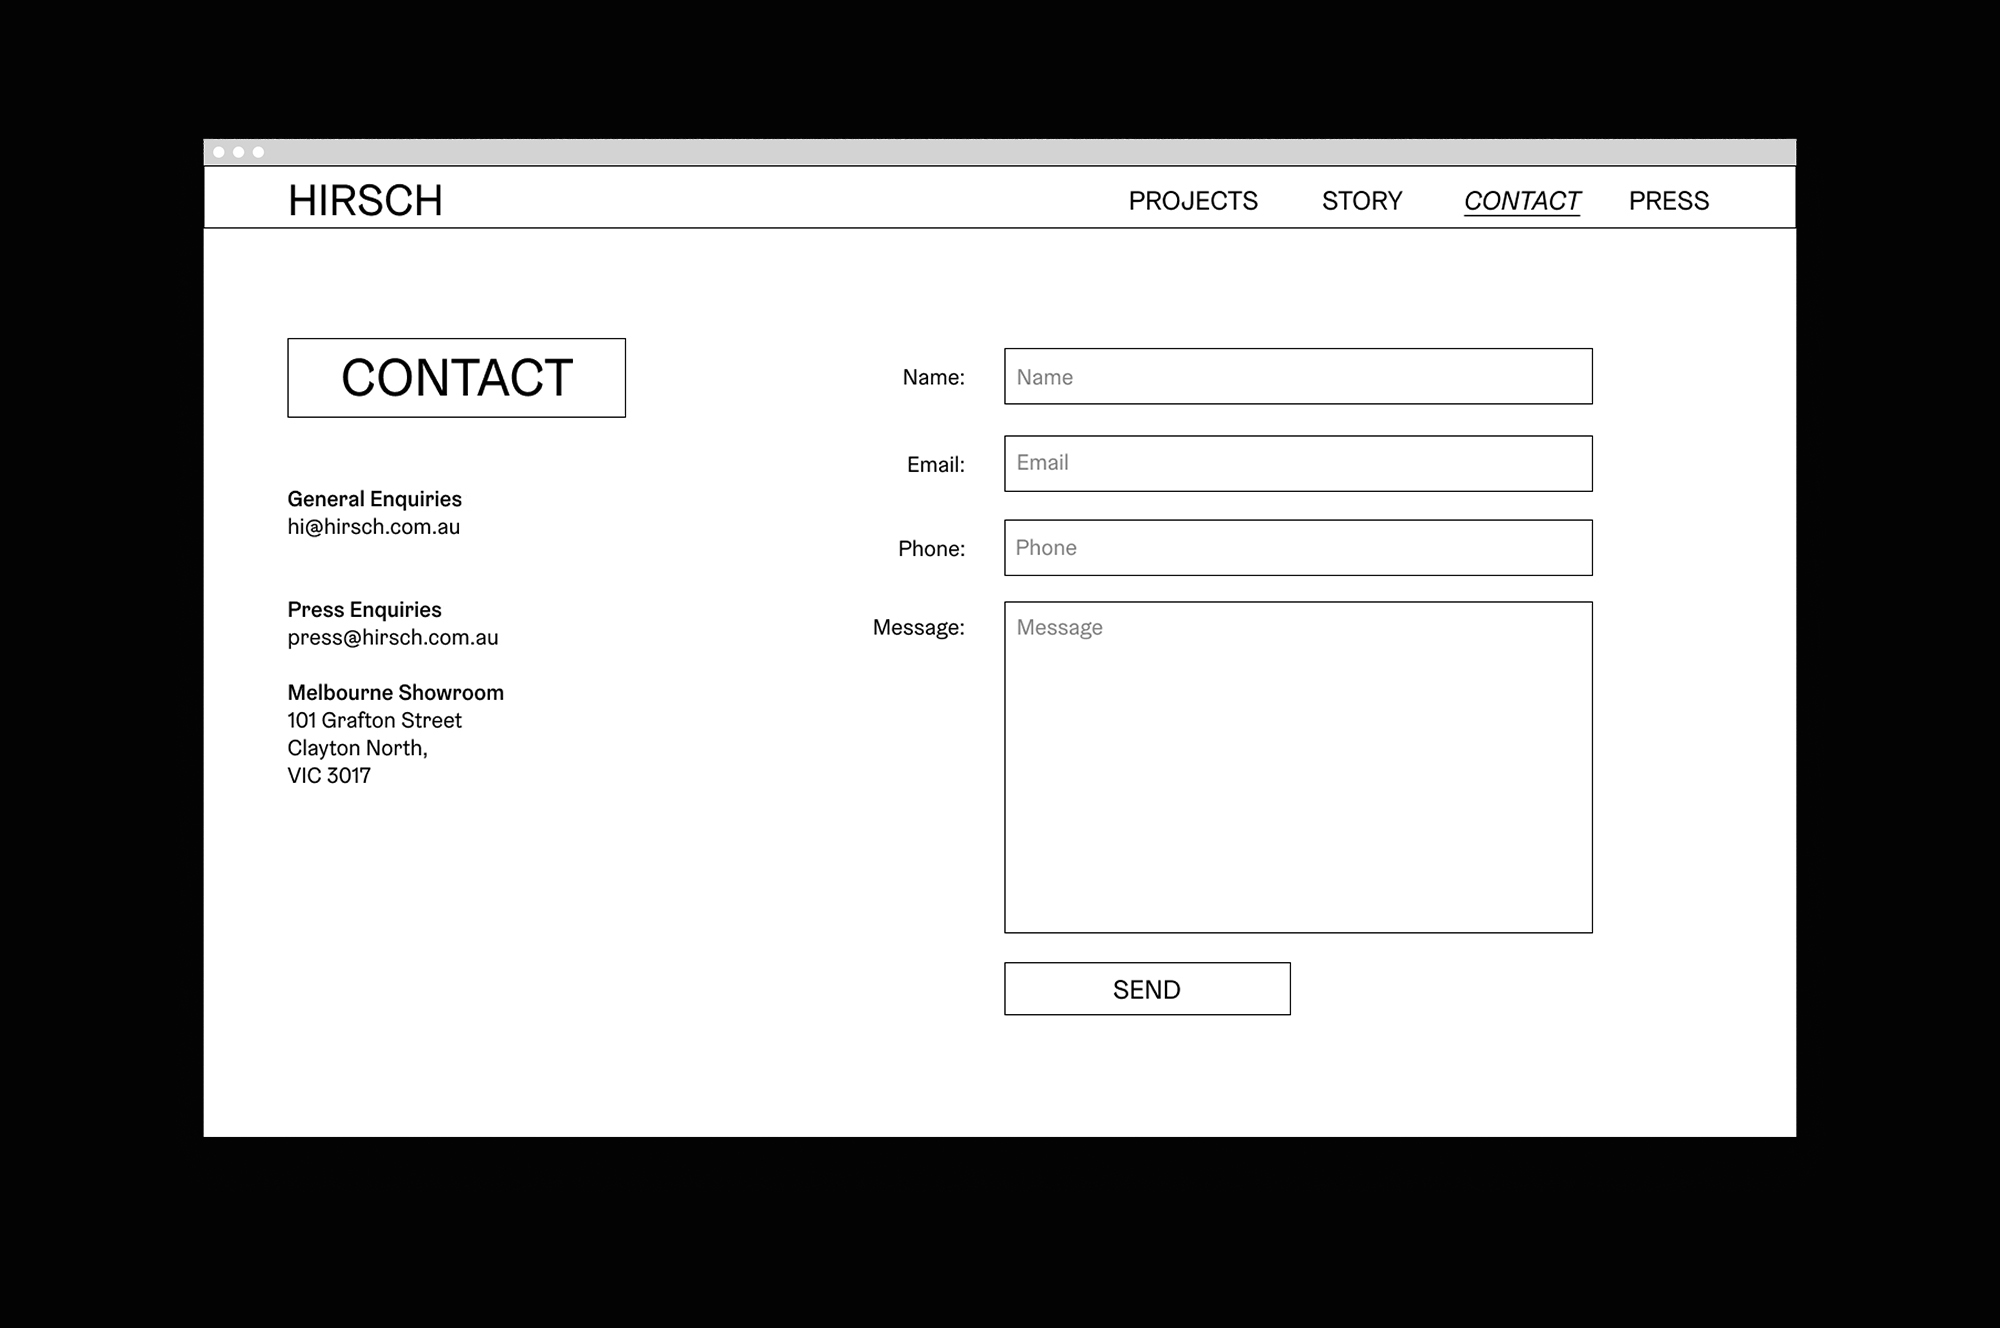 HIRSCH
PROJECTS STORY CONTACT PRESS
CONTACT
General Enquiries
hi@hirsch.com.au
Press Enquiries
press@hirsch.com.au
Melbourne Showroom
101 Grafton Street
Clayton North,
VIC 3017
Name: Name
Email: Email
Phone: Phone
Message: Message
SEND